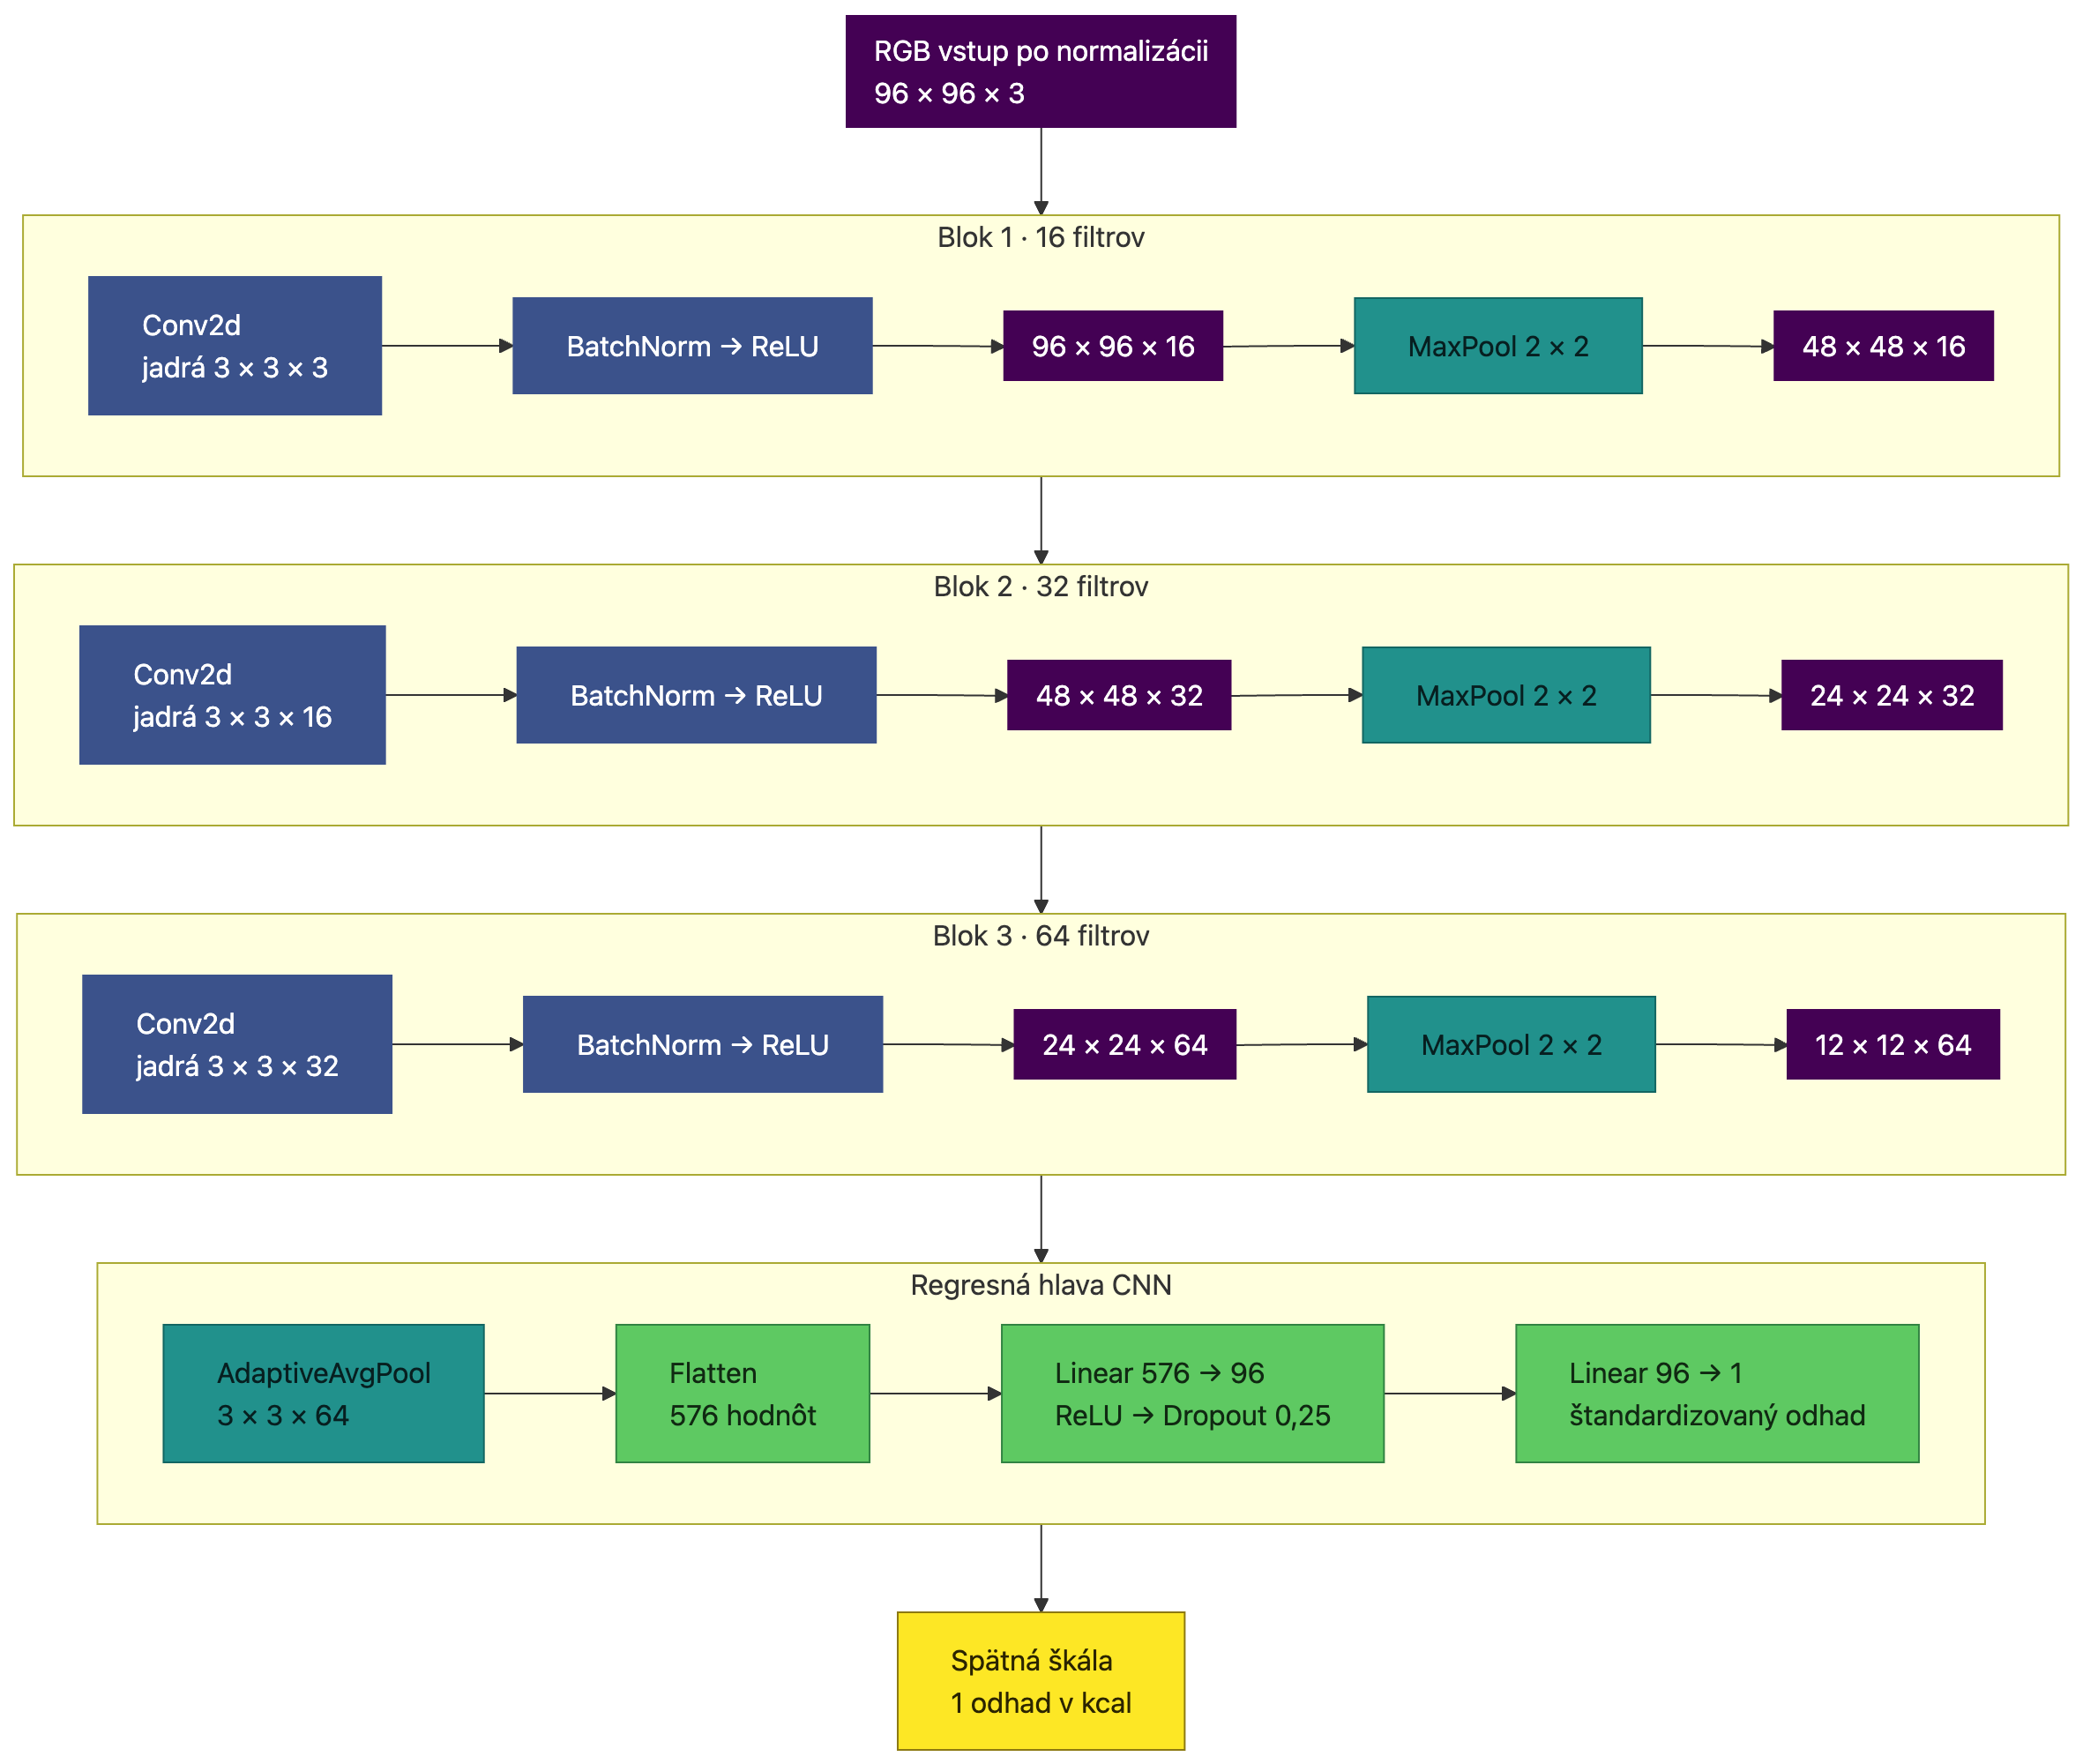 RGB vstup po normalizácii
96 × 96 × 3
Blok 1 · 16 filtrov
Conv2d
jadrá 3 × 3 × 3
BatchNorm → ReLU
96 × 96 × 16
MaxPool 2 × 2
48 × 48 × 16
Blok 2 · 32 filtrov
Conv2d
jadrá 3 × 3 × 16
BatchNorm → ReLU
48 × 48 × 32
MaxPool 2 × 2
24 × 24 × 32
Blok 3 · 64 filtrov
Conv2d
jadrá 3 × 3 × 32
BatchNorm → ReLU
24 × 24 × 64
MaxPool 2 × 2
12 × 12 × 64
Regresná hlava CNN
AdaptiveAvgPool
3 × 3 × 64
Flatten
576 hodnôt
Linear 576 → 96
ReLU → Dropout 0,25
Linear 96 → 1
štandardizovaný odhad
Spätná škála
1 odhad v kcal